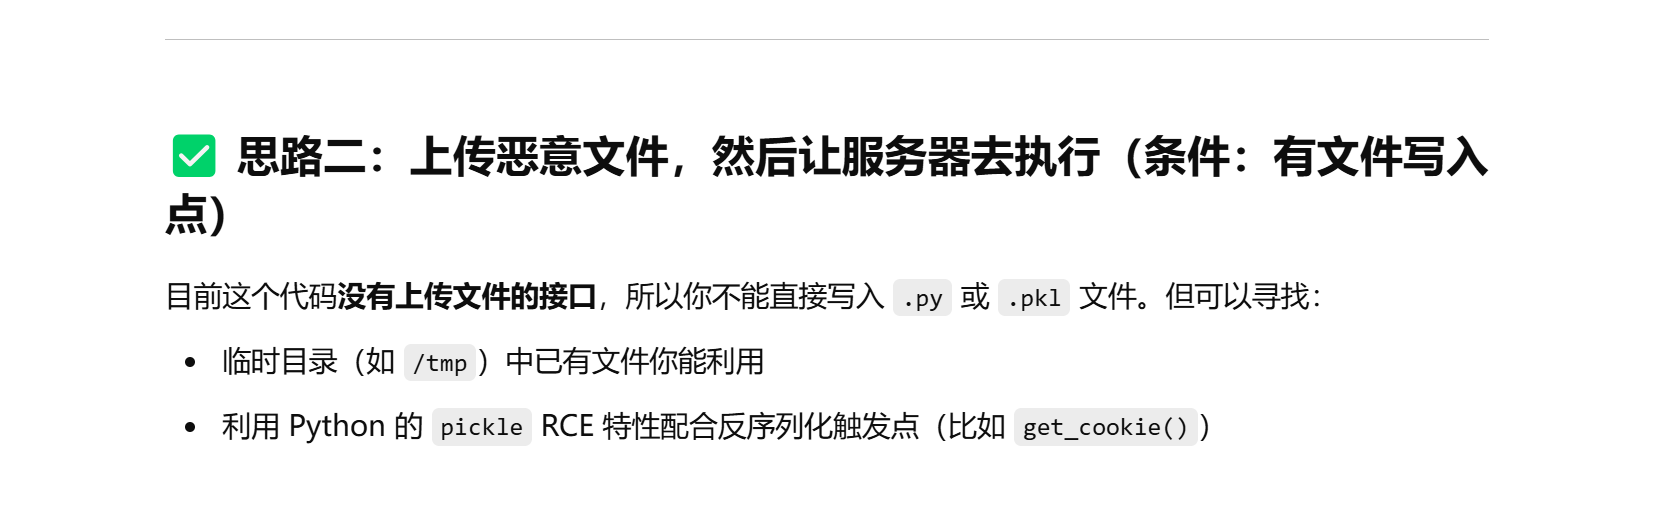 ✅ 思路二：上传恶意文件，然后让服务器去执行（条件：有文件写入
点）
目前这个代码没有上传文件的接口，所以你不能直接写入 .py 或 .pkl 文件。但可以寻找：
• 临时目录（如 /tmp）中已有文件你能利用
• 利用 Python 的 pickle RCE 特性配合反序列化触发点（比如 get_cookie()）